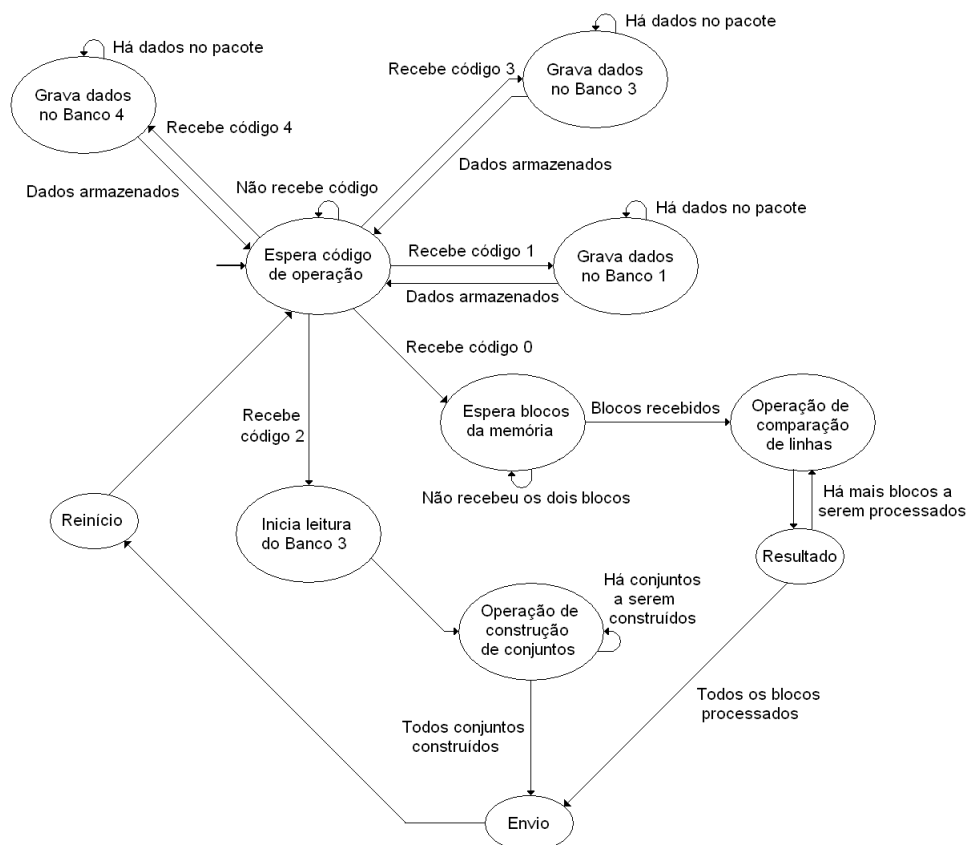 Há dados no pacote
Grava dados
no Banco 4
Recebe código 4
Dados armazenados
Há dados no pacote
Recebe código 3
Grava dados
no Banco 3
Dados armazenados
Não recebe código
Espera código
de operação
Há dados no pacote
Recebe código 1
Grava dados
no Banco 1
Dados armazenados
Recebe código 0
Recebe
código 2
Espera blocos
da memória
Blocos recebidos
Operação de
comparação
de linhas
Não recebeu os dois blocos
Há mais blocos a
serem processados
Reinício
Inicia leitura
do Banco 3
Resultado
Há conjuntos
a serem
construídos
Operação de
construção
de conjuntos
Todos os blocos
processados
Todos conjuntos
construídos
Envio